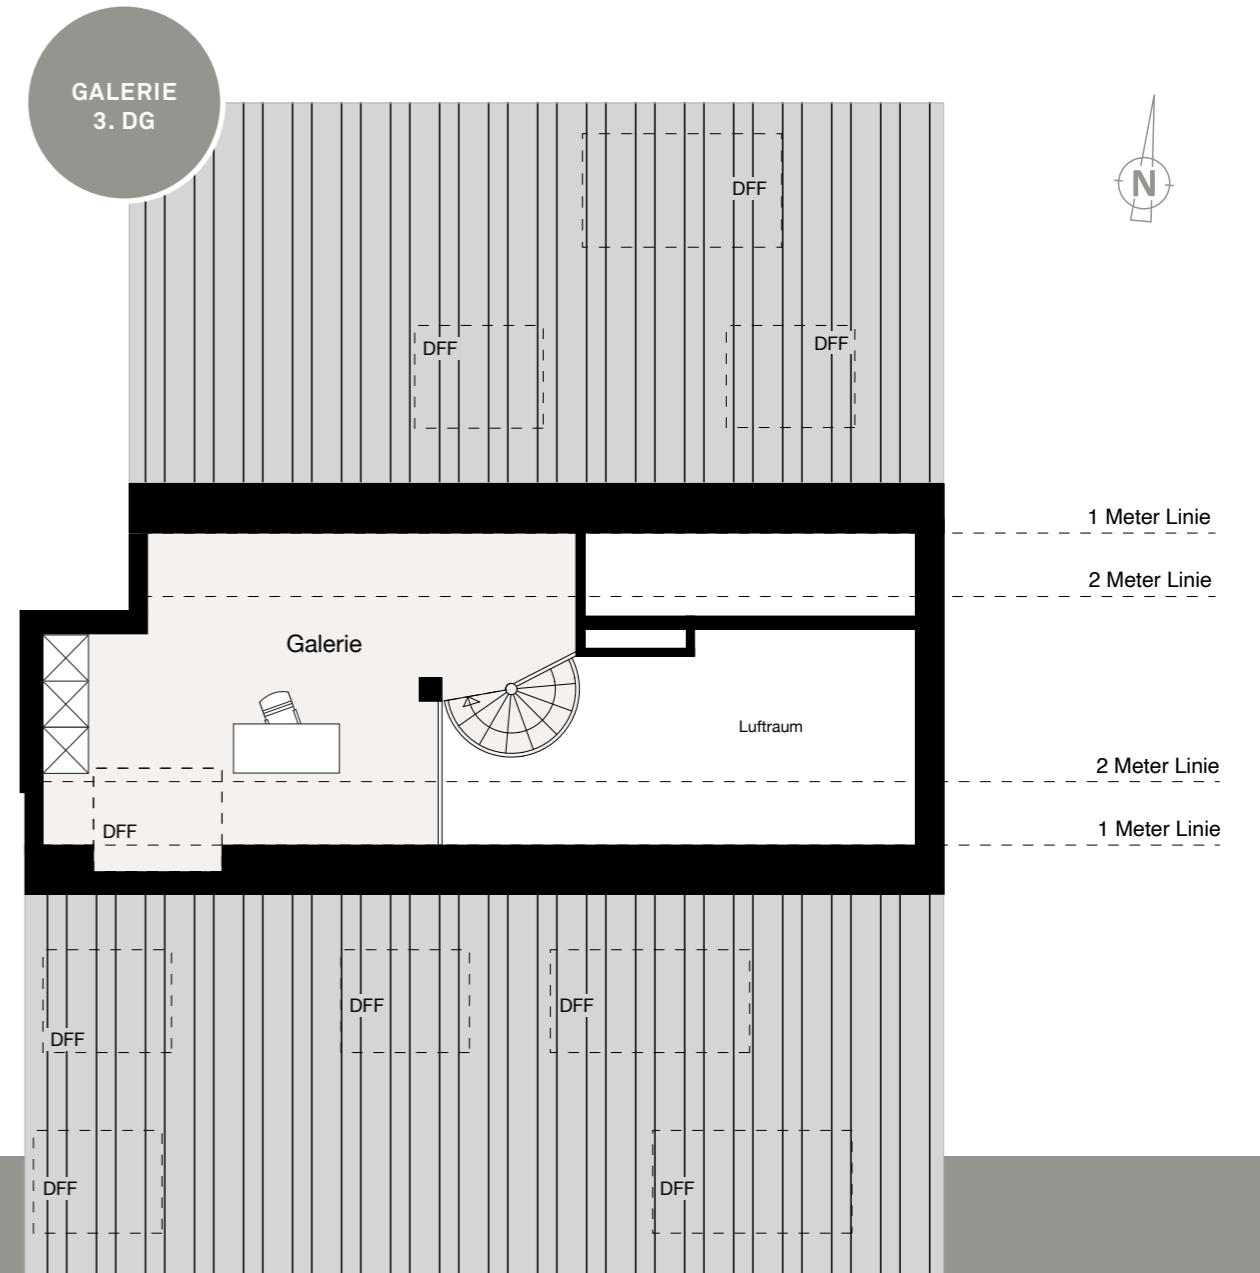 GALERIE
3. DG
N
DFF
DFF
DFF
1 Meter Linie
2 Meter Linie
Galerie
Luftraum
2 Meter Linie
DFF
1 Meter Linie
DFF
DFF
DFF
DFF
DFF